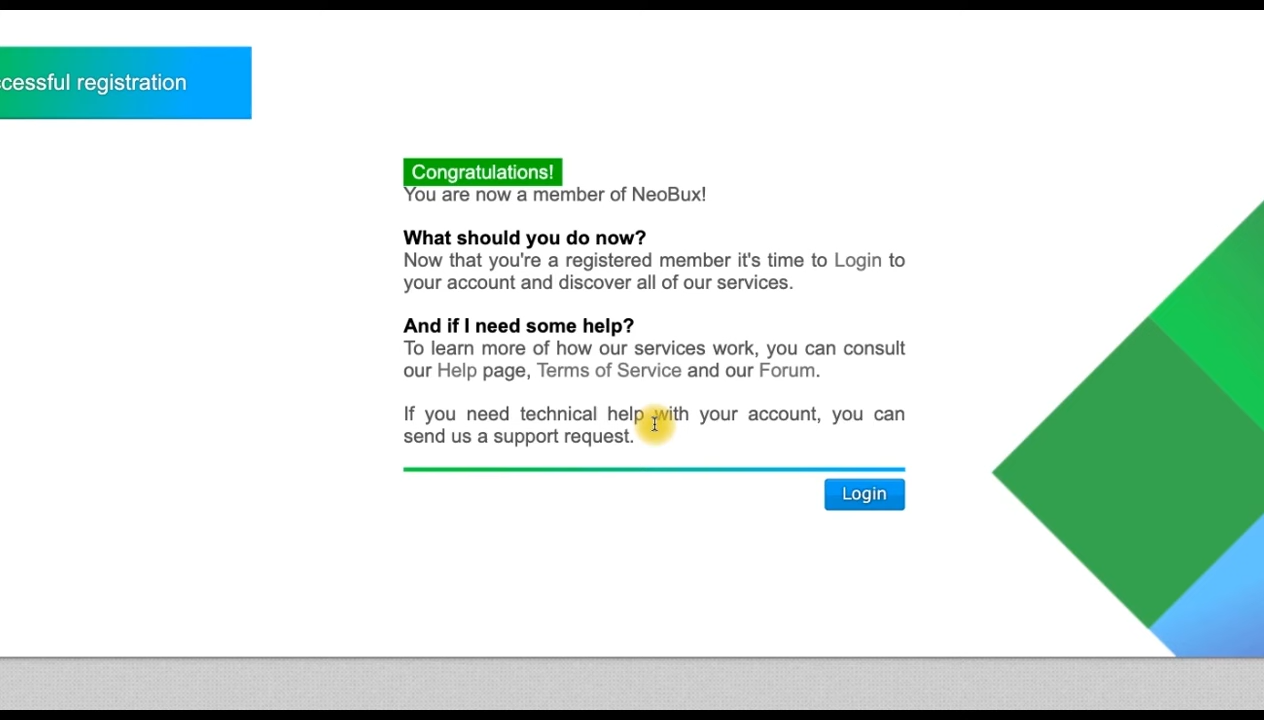 ccessful registration
Congratulations!
You are now a member of NeoBux!
What should you do now?
Now that you're a registered member it's time to Login to
your account and discover all of our services.
And if I need some help?
To learn more of how our services work, you can consult
our Help page, Terms of Service and our Forum.
If you need technical help with your account, you can
send us a support request.
Login